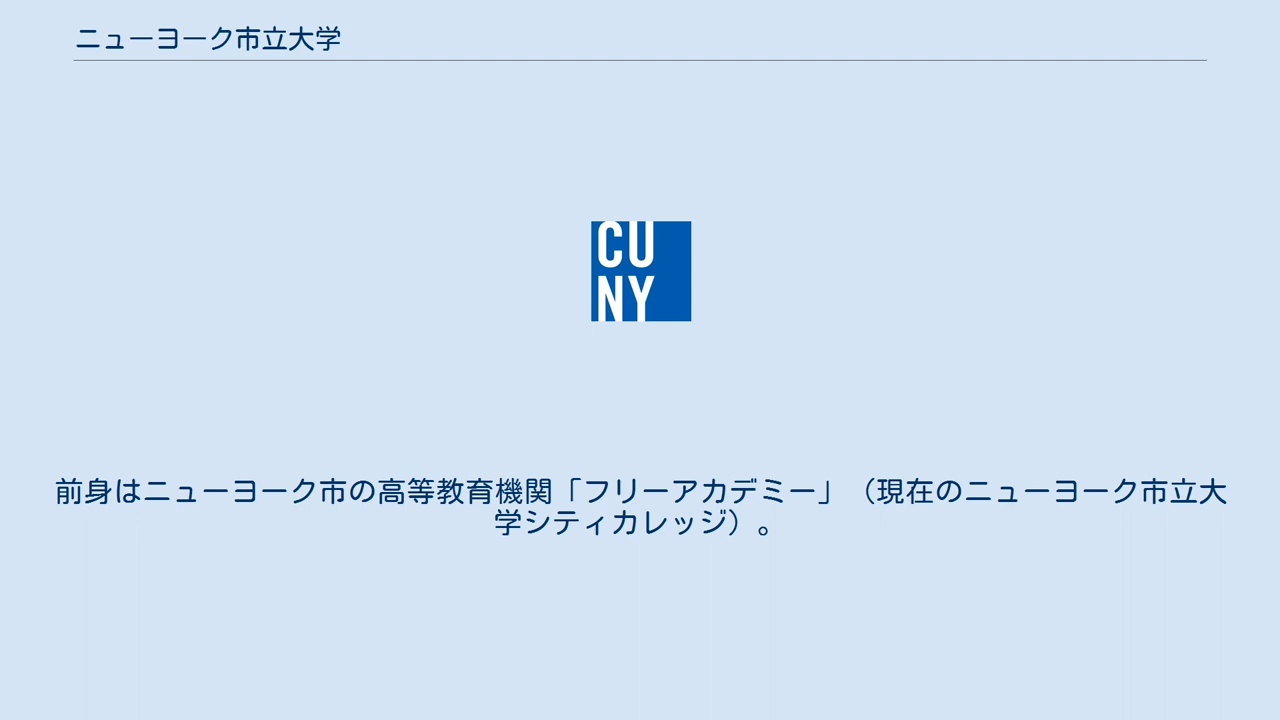 ニューヨーク市立大学
CU
NY
前身はニューヨーク市の高等教育機関「フリーアカデミー」（現在のニューヨーク市立大
学シティカレッジ）。